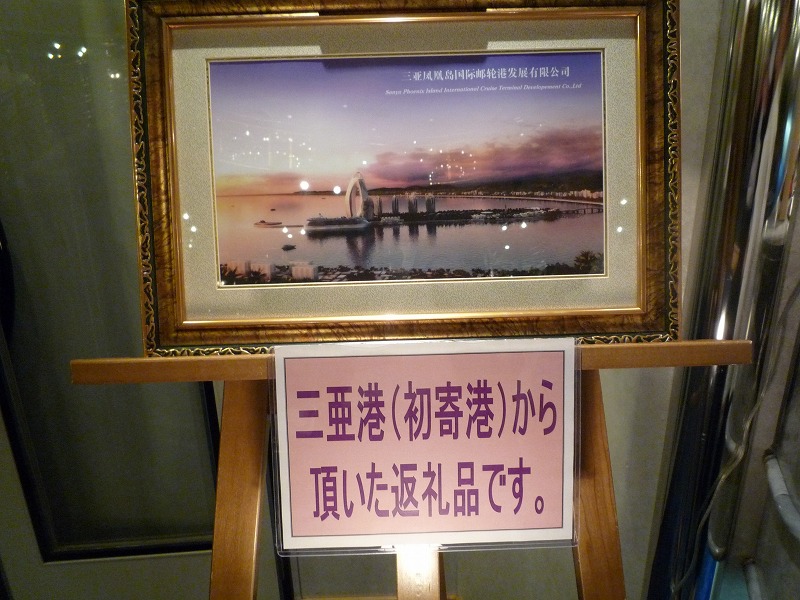 三亚凤凰岛国际邮轮港发展有限公司
Sanya Phoenix Island International Cruise Terminal Developement Co.,Ltd
三亜港(初寄港)から
頂いた返礼品です。